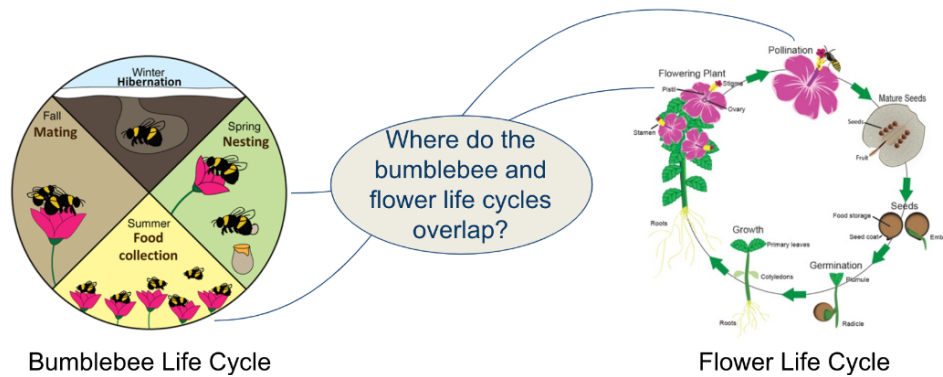 Winter
Hibernation
Fall
Mating
Spring
Nesting
Summer
Food
collection
Bumblebee Life Cycle
Where do the
bumblebee and
flower life cycles
overlap?
Pollination
Flowering Plant
Stigma
Pistil
Ovary
Stamen
Roots
Mature Seeds
Seeds
Fruit
Seeds
Food storage
Seed coat
Emb
Germination
Plumule
Radicle
Growth
Primary leaves
Cotyledons
Roots
Flower Life Cycle